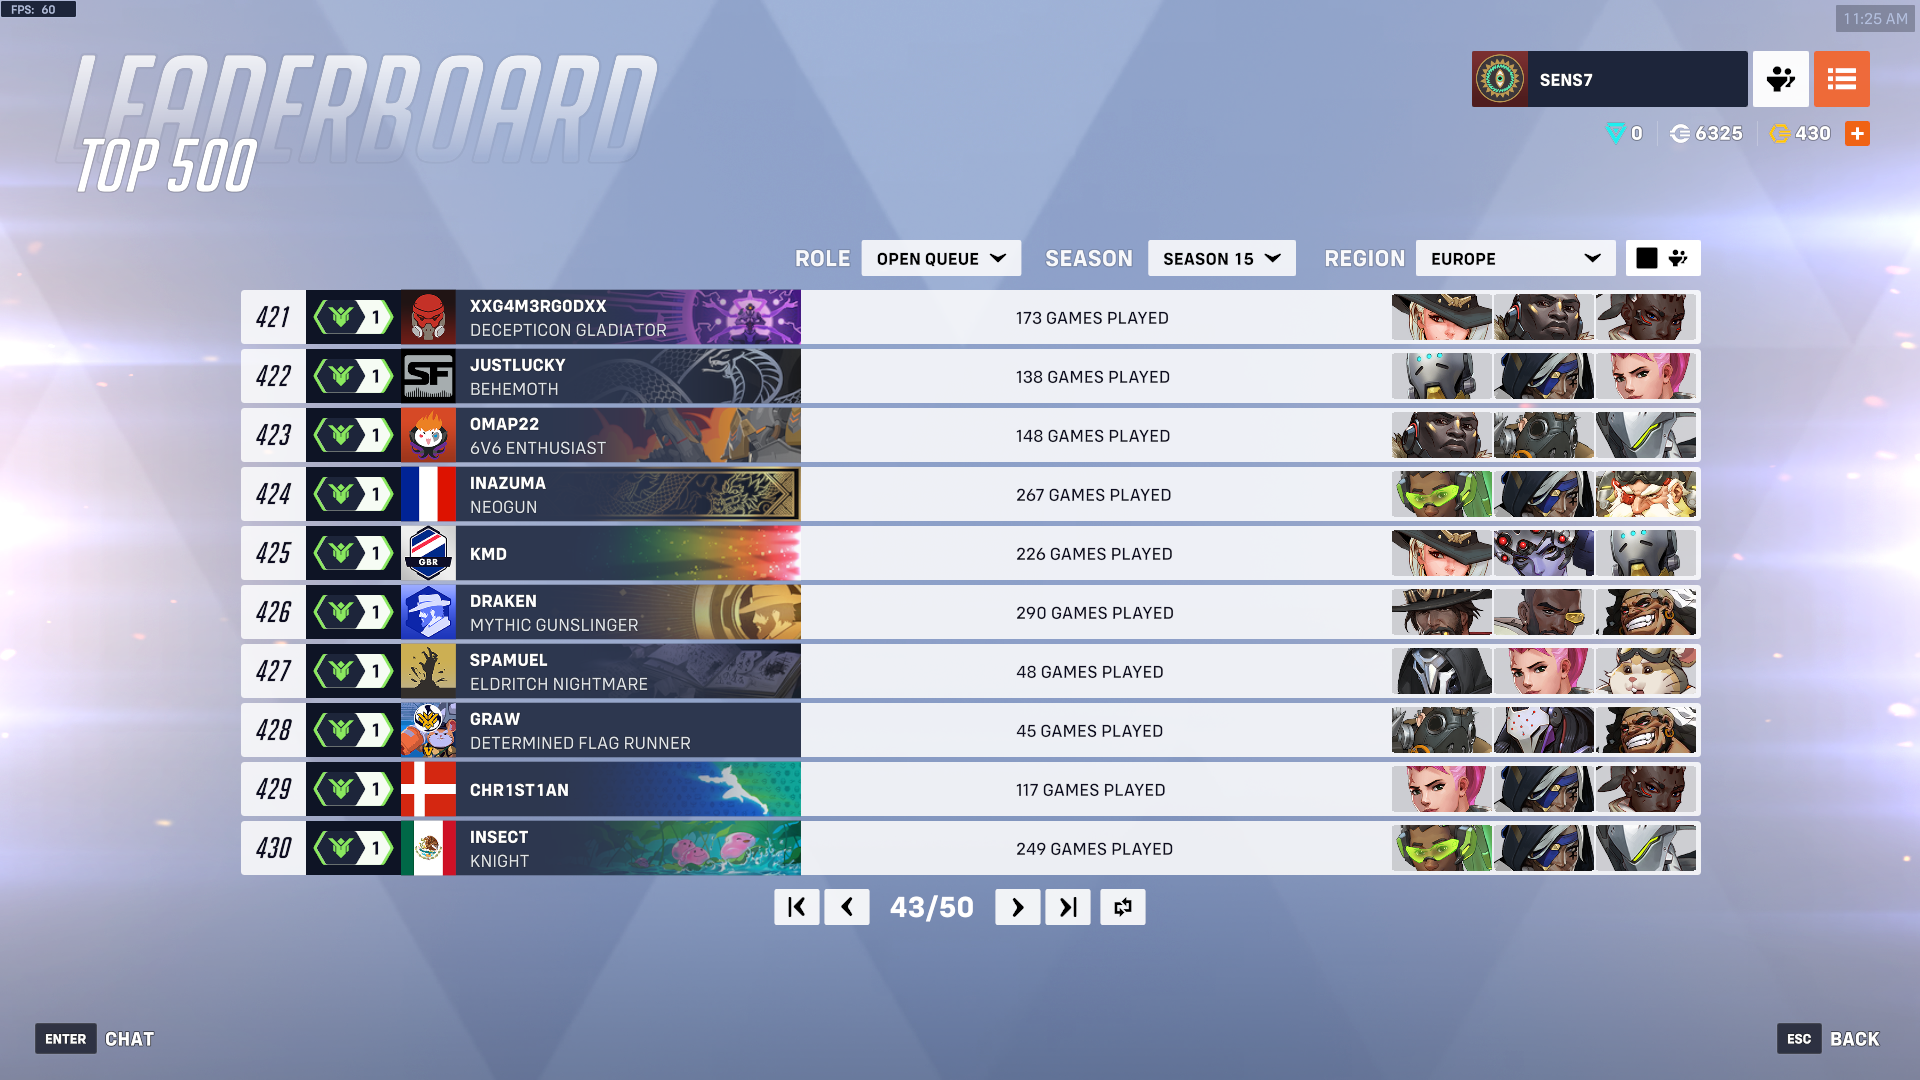 FPS: 60
11:25 AM
LEADERBOARD
TOP 500
SENS7
0 6325 430
ROLE OPEN QUEUE SEASON SEASON 15 REGION EUROPE
421 1 XXG4M3RG0DXX DECEPTICON GLADIATOR 173 GAMES PLAYED
422 1 SF JUSTLUCKY BEHEMOTH 138 GAMES PLAYED
423 1 OMAP22 6V6 ENTHUSIAST 148 GAMES PLAYED
424 1 INAZUMA NEOGUN 267 GAMES PLAYED
425 1 GBR KMD 226 GAMES PLAYED
426 1 DRAKEN MYTHIC GUNSLINGER 290 GAMES PLAYED
427 1 SPAMUEL ELDRITCH NIGHTMARE 48 GAMES PLAYED
428 1 GRAW DETERMINED FLAG RUNNER 45 GAMES PLAYED
429 1 CHR1ST1AN 117 GAMES PLAYED
430 1 INSECT KNIGHT 249 GAMES PLAYED
43/50
ENTER CHAT
ESC BACK